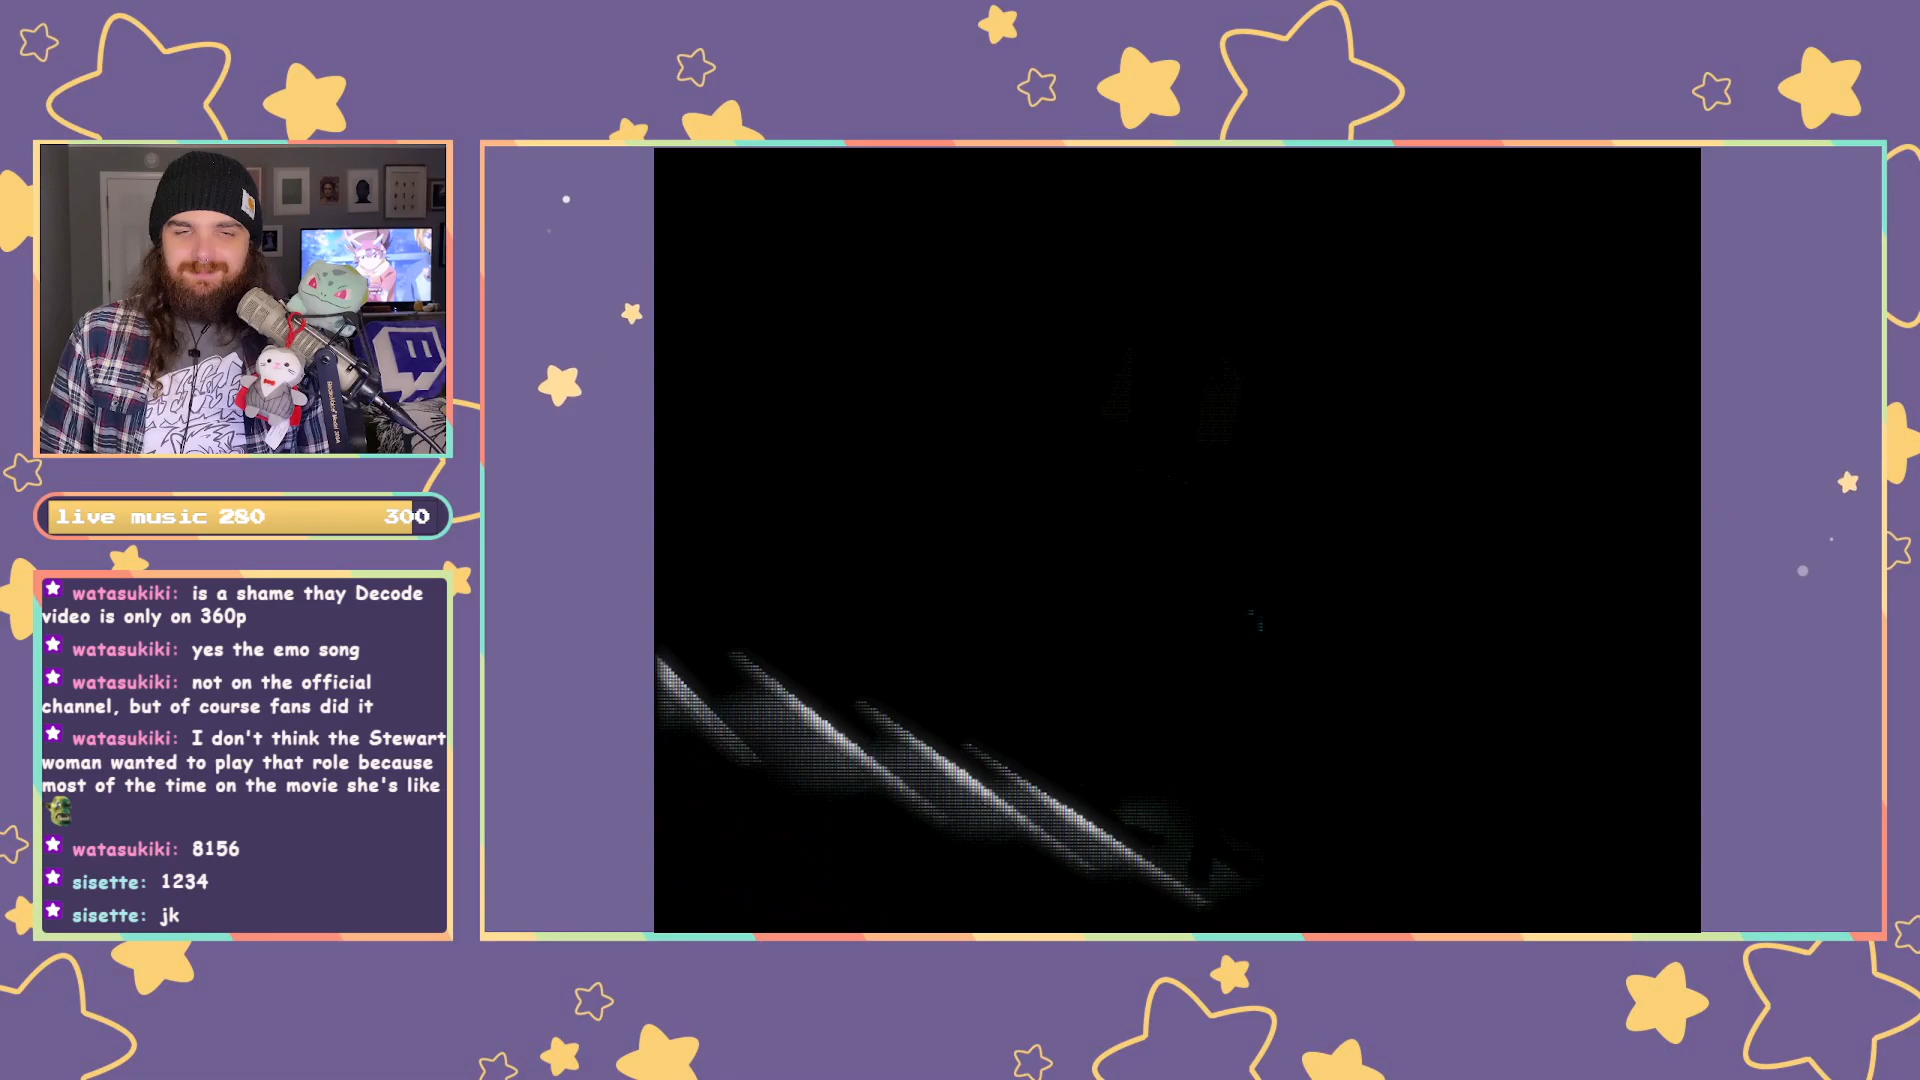 live music 280 300
watasukiki: is a shame thay Decode
video is only on 360p
watasukiki: yes the emo song
watasukiki: not on the official
channel, but of course fans did it
watasukiki: I don't think the Stewart
woman wanted to play that role because
most of the time on the movie she's like
watasukiki: 8156
sisette: 1234
sisette: jk